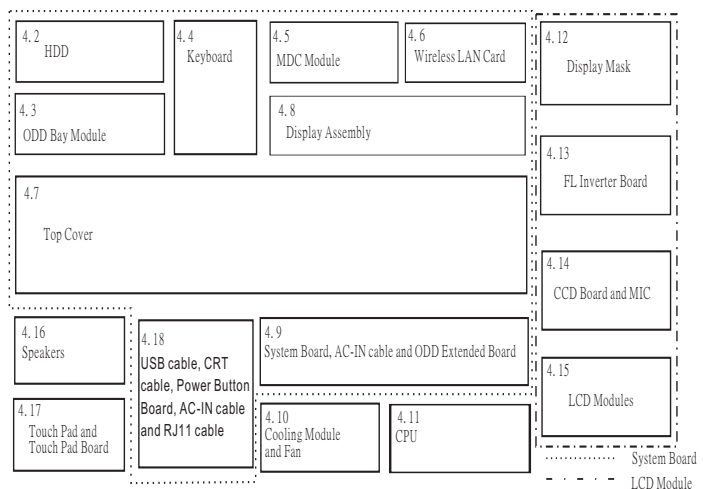 4.2
HDD
4.4
Keyboard
4.5
MDC Module
4.6
Wireless LAN Card
4.12
Display Mask
4.3
ODD Bay Module
4.8
Display Assembly
4.13
FL Inverter Board
4.7
Top Cover
4.14
CCD Board and MIC
4.16
Speakers
4.18
USB cable, CRT
cable, Power Button
Board, AC-IN cable
and RJ11 cable
4.9
System Board, AC-IN cable and ODD Extended Board
4.15
LCD Modules
4.17
Touch Pad and
Touch Pad Board
4.10
Cooling Module
and Fan
4.11
CPU
System Board
LCD Module